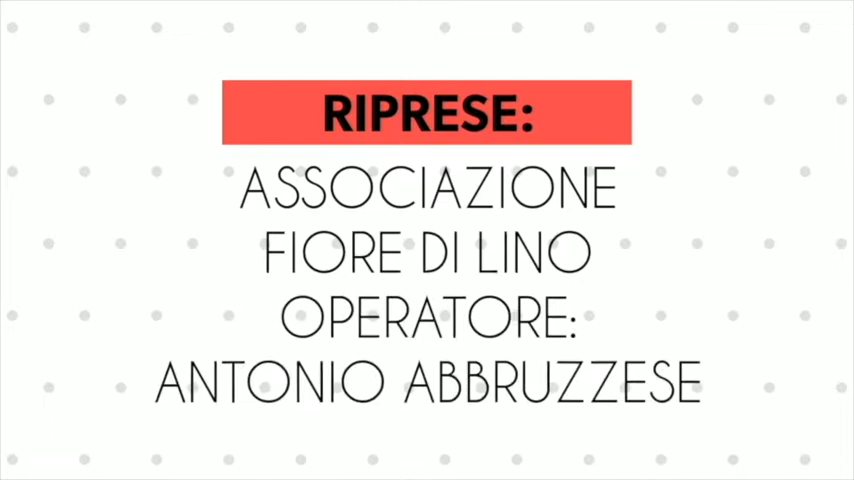 RIPRESE:
ASSOCIAZIONE
FIORE DI LINO
OPERATORE:
ANTONIO ABBRUZZESE